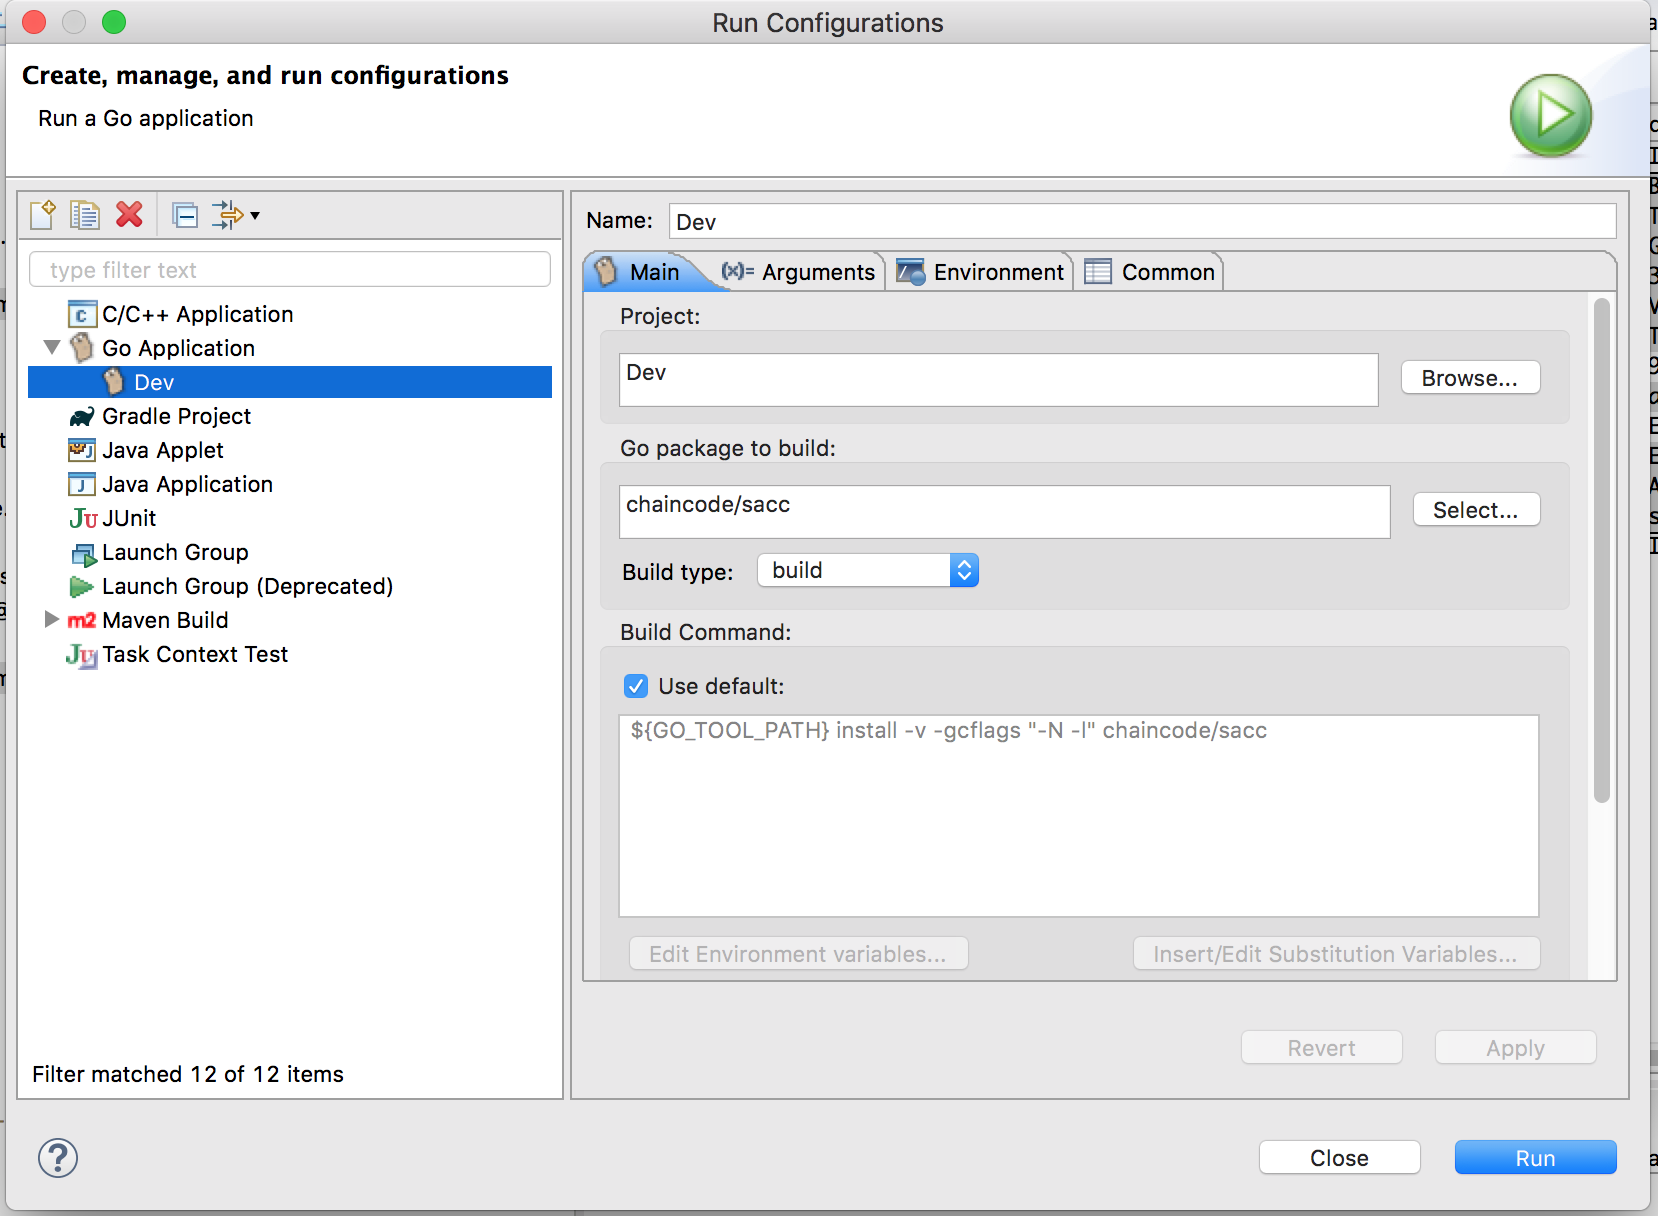 Run Configurations
Create, manage, and run configurations
Run a Go application
type filter text
C/C++ Application
Go Application
Dev
Gradle Project
Java Applet
Java Application
JUnit
Launch Group
Launch Group (Deprecated)
Maven Build
Task Context Test
Filter matched 12 of 12 items
Name: Dev
Main (x)= Arguments Environment Common
Project:
Dev
Browse...
Go package to build:
chaincode/sacc
Select...
Build type: build
Build Command:
Use default:
${GO_TOOL_PATH} install -v -gcflags "-N -l" chaincode/sacc
Edit Environment variables... Insert/Edit Substitution Variables...
Revert Apply
? Close Run